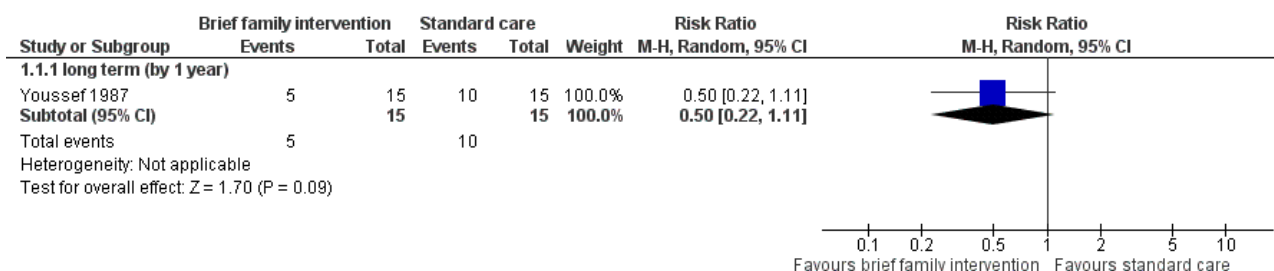 Brief family intervention Standard care Risk Ratio Risk Ratio
Study or Subgroup Events Total Events Total Weight M-H, Random, 95% CI M-H, Random, 95% CI
1.1.1 long term (by 1 year)
Youssef 1987 5 15 10 15 100.0% 0.50 [0.22, 1.11]
Subtotal (95% CI) 15 15 100.0% 0.50 [0.22, 1.11]
Total events 5 10
Heterogeneity: Not applicable
Test for overall effect: Z = 1.70 (P = 0.09)
0.1 0.2 0.5 1 2 5 10
Favours brief family intervention Favours standard care